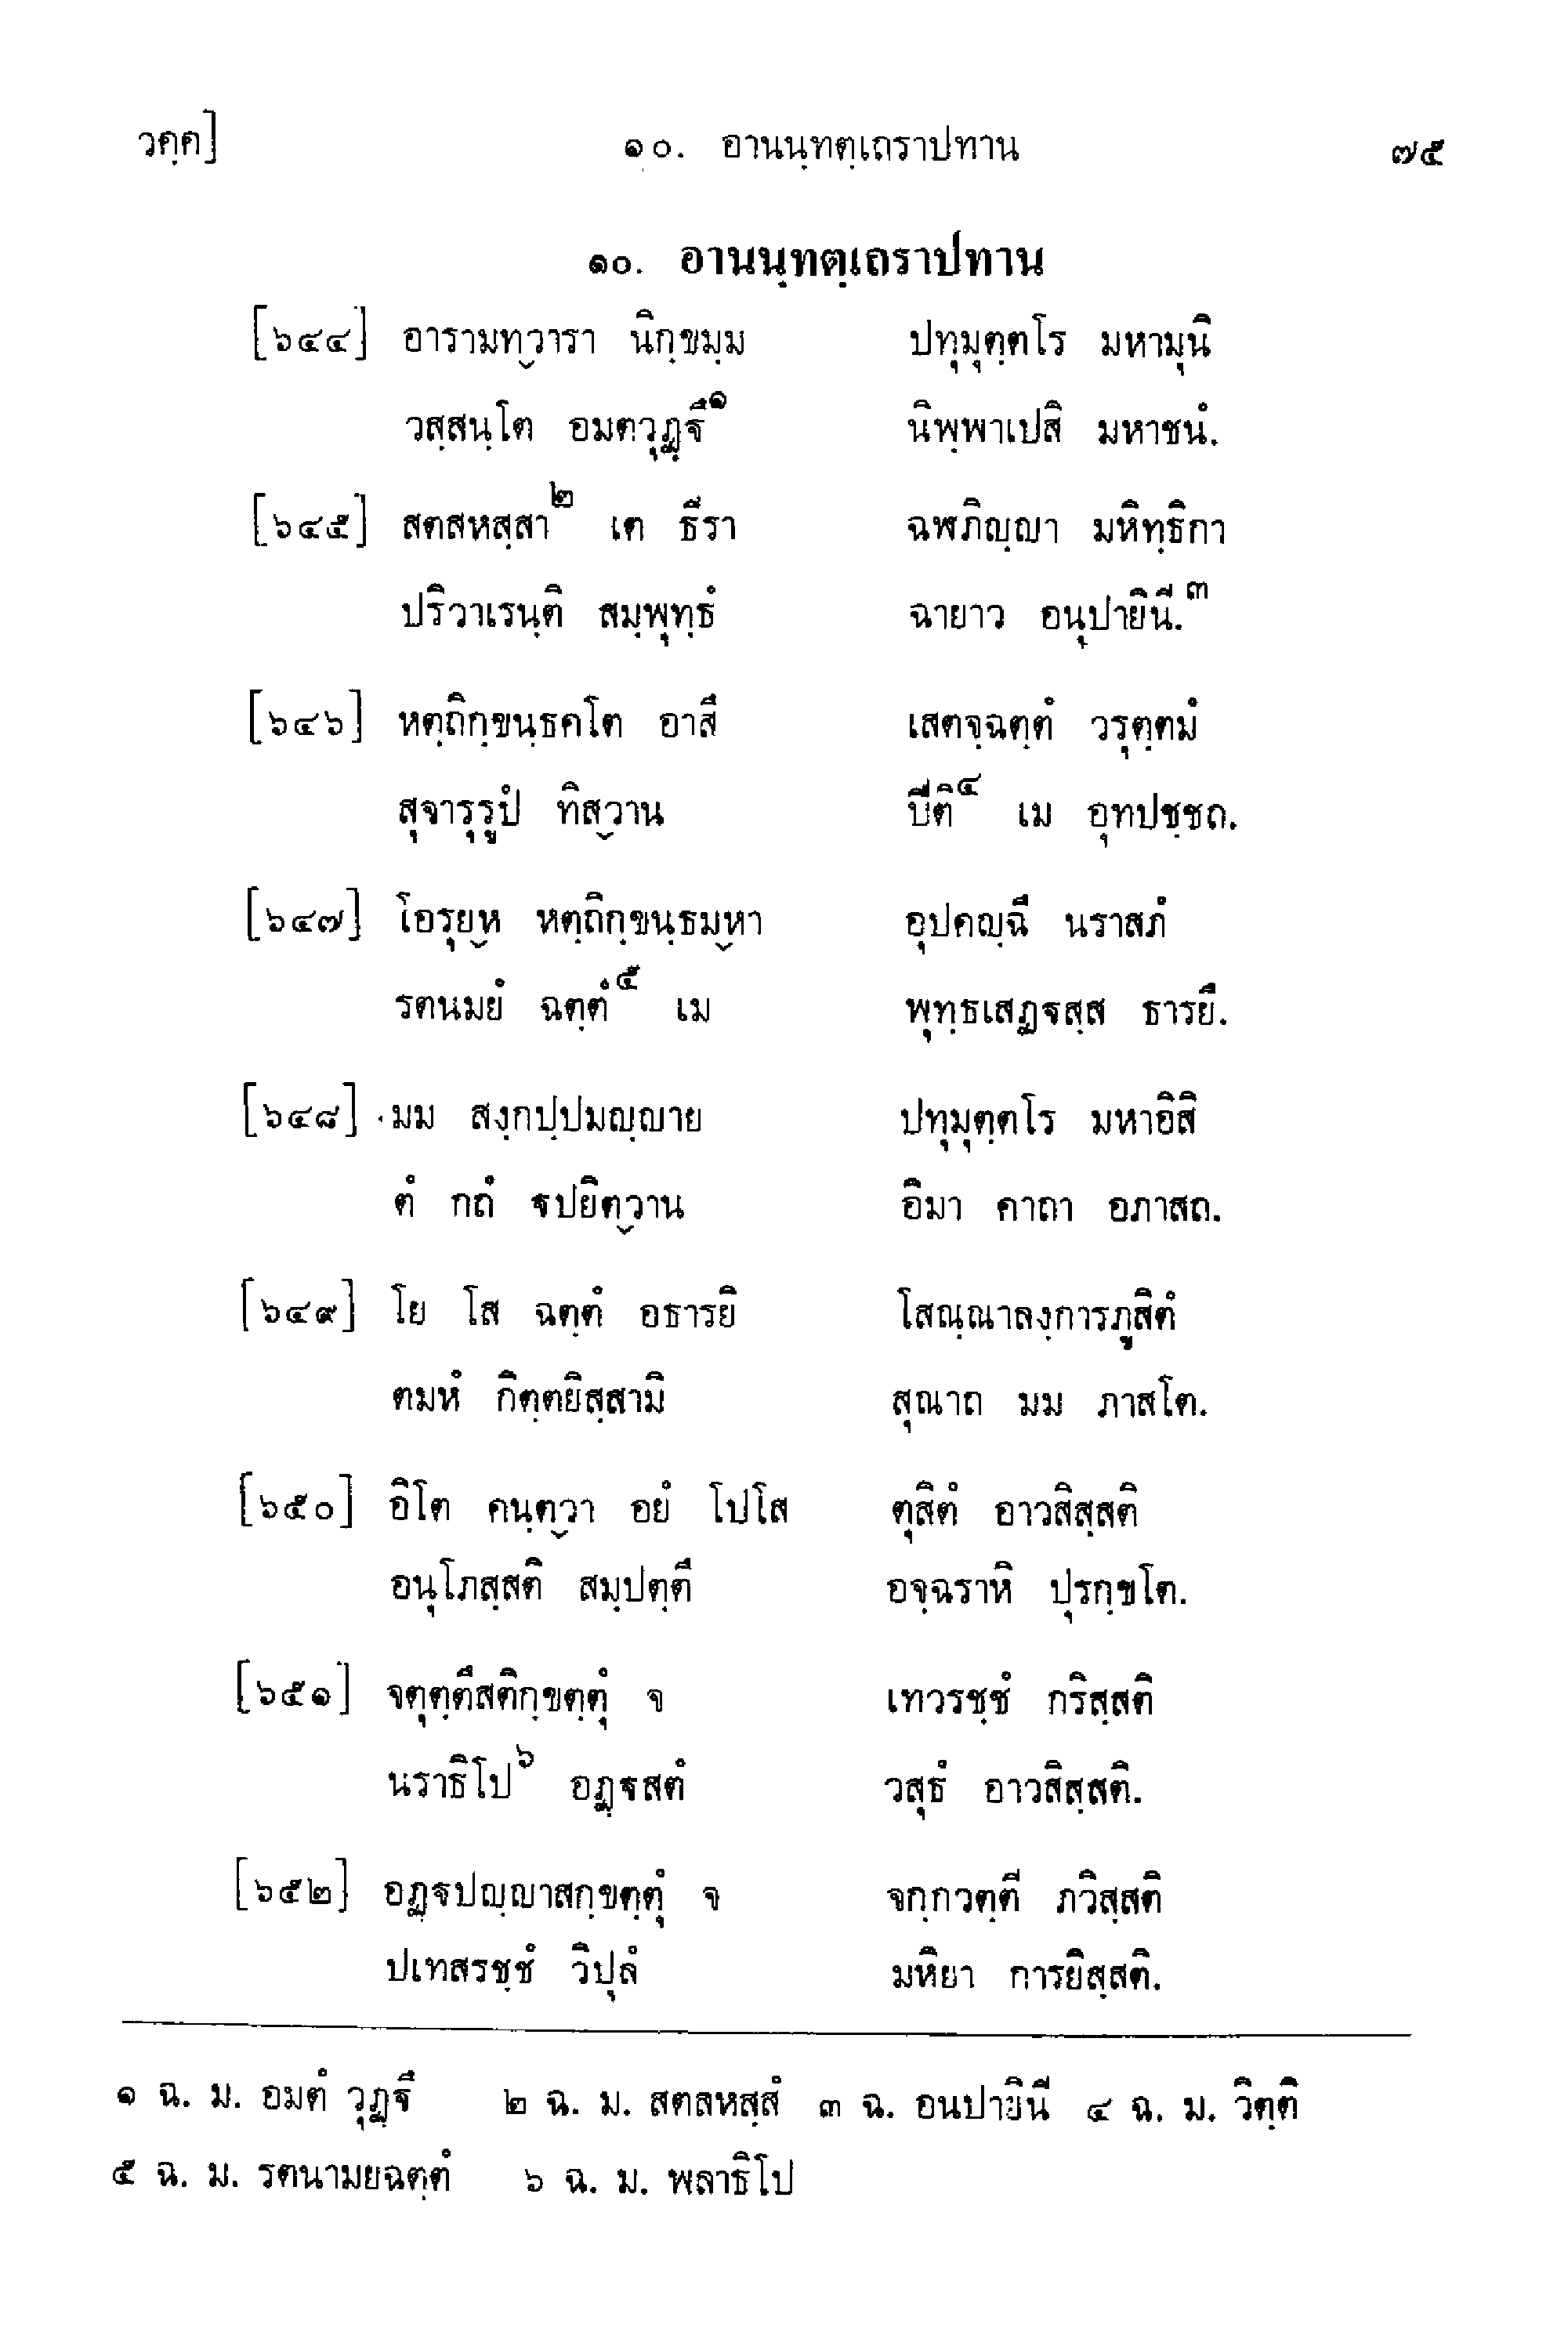 วคฺค] ๑๐. อานนฺทตฺเถราปทาน ๗๕
๑๐. อานนฺทตฺเถราปทาน
[๖๔๔] อารามทฺวารา นิกฺขมฺม ปทุมุตฺตโร มหามุนิ
วสฺสนฺโต อมตวุฏฺฐึ๑ นิพฺพาเปสิ มหาชนํ.
[๖๔๕] สตสหสฺสา๒ เต ธีรา ฉฬภิญฺญา มหิทฺธิกา
ปริวาเรนฺติ สมฺพุทฺธํ ฉายาว อนุปายินี.๓
[๖๔๖] หตฺถิกฺขนฺธคโต อาสึ เสตจฺฉตฺตํ วรุตฺตมํ
สุจารุรูปํ ทิสฺวาน ปีติ๔ เม อุทปชฺชถ.
[๖๔๗] โอรุยฺห หตฺถิกฺขนฺธมฺหา อุปคญฺฉึ นราสภํ
รตนมยํ ฉตฺตํ๕ เม พุทฺธเสฏฺฐสฺส ธารยึ.
[๖๔๘] มม สงฺกปฺปมญฺญาย ปทุมุตฺตโร มหาอิสิ
ตํ กถํ ฐปยิตฺวาน อิมา คาถา อภาสถ.
[๖๔๙] โย โส ฉตฺตํ อธารยิ โสณฺณาลงฺการภูสิตํ
ตมหํ กิตฺตยิสฺสามิ สุณาถ มม ภาสโต.
[๖๕๐] อิโต คนฺตฺวา อยํ โปโส ตุสิตํ อาวสิสฺสติ
อนุโภสฺสติ สมฺปตฺตึ อจฺฉราหิ ปุรกฺขโต.
[๖๕๑] จตุตฺตึสติกฺขตฺตุํ จ เทวรชฺชํ กริสฺสติ
นราธิโป๖ อฏฺฐสตํ วสุธํ อาวสิสฺสติ.
[๖๕๒] อฏฺฐปญฺญาสกฺขตฺตุํ จ จกฺกวตฺตี ภวิสฺสติ
ปเทสรชฺชํ วิปุลํ มหิยา การยิสฺสติ.
๑ ฉ. ม. อมตํ วุฏฺฐึ ๒ ฉ. ม. สตสหสฺสํ ๓ ฉ. อนปายินี ๔ ฉ. ม. วิตฺติ
๕ ฉ. ม. รตนามยฉตฺตํ ๖ ฉ. ม. พลาธิโป